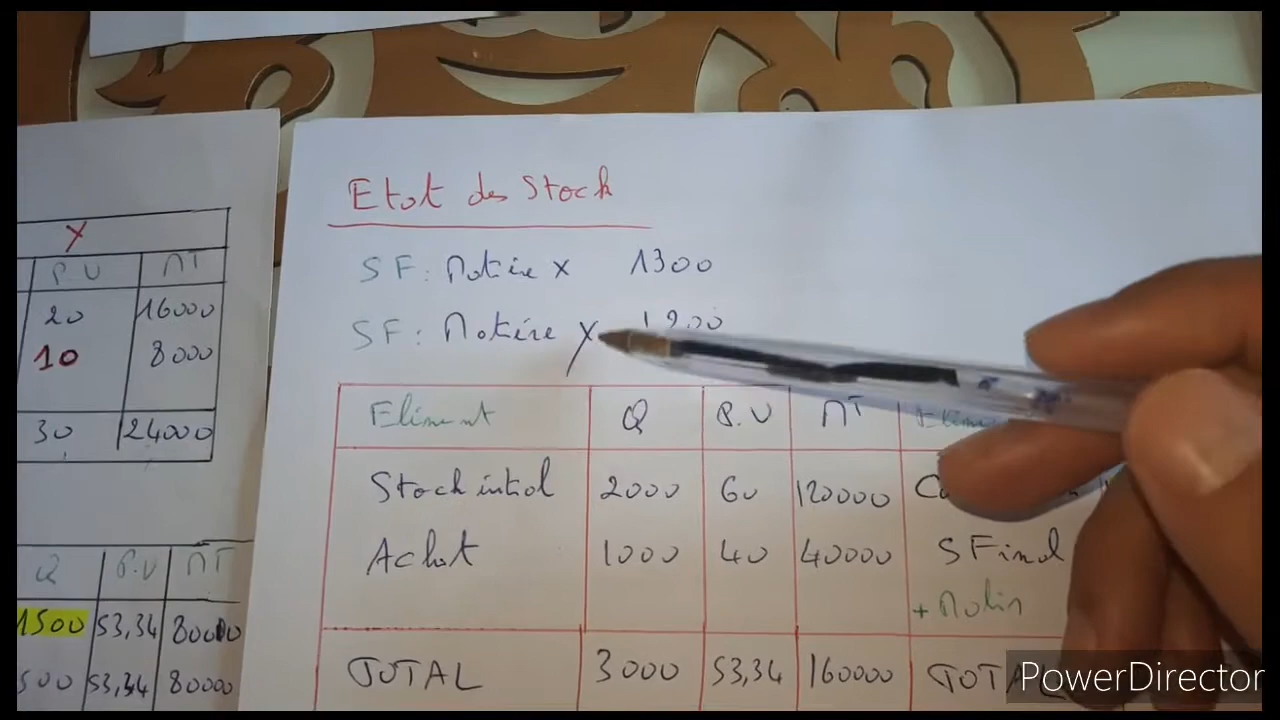 Etat des Stock
SF: Matière X 1300
SF: Matière Y
Elément Q P.U MT
Stock intial 2000 60 120000
Achat 1000 40 40000 SFinal
+Malin
TOTAL 3000 53,34 160000 TOTAL
Y
P.U MT
20 16000
10 8000
30 24000
Q P.U MT
1500 53,34 80000
500 53,34 80000
PowerDirector